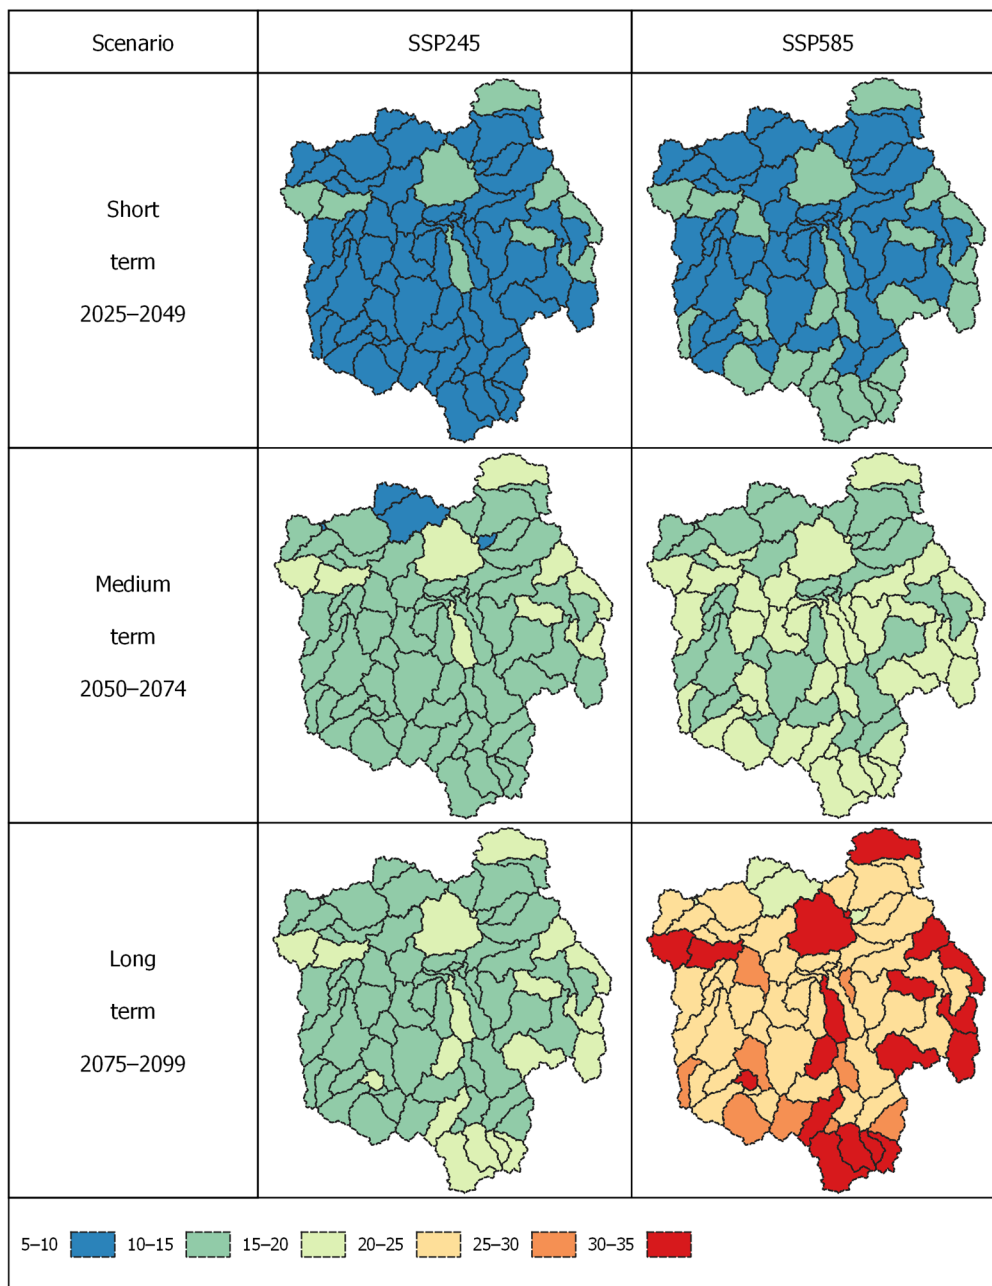 Scenario
SSP245
SSP585
Short
term
2025–2049
Medium
term
2050–2074
Long
term
2075–2099
5–10 10–15 15–20 20–25 25–30 30–35